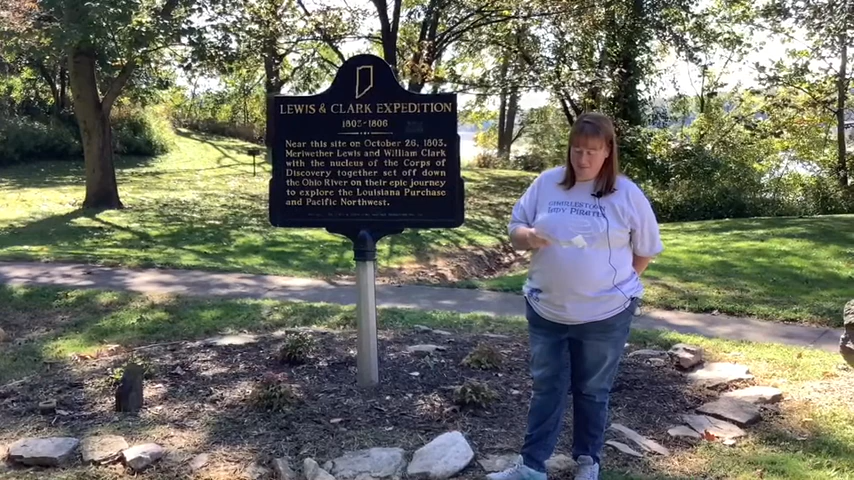 LEWIS & CLARK EXPEDITION
1803-1806
Near this site on October 26, 1803,
Meriwether Lewis and William Clark
with the nucleus of the Corps of
Discovery together set off down
the Ohio River on their epic journey
to explore the Louisiana Purchase
and Pacific Northwest.
CHARLESTOWN
LADY PIRATES